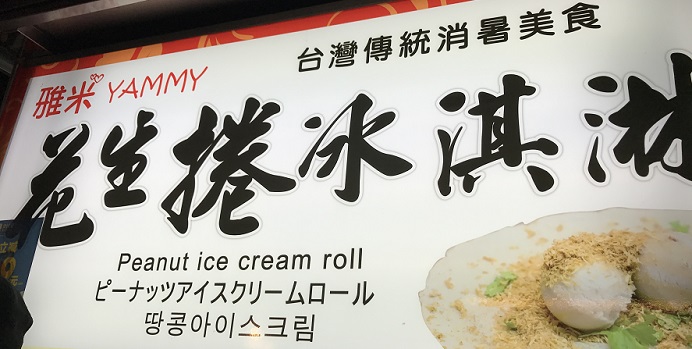 台灣傳統消暑美食
雅米 YAMMY
花生捲冰淇淋
Peanut ice cream roll
ピーナッツアイスクリームロール
땅콩아이스크림